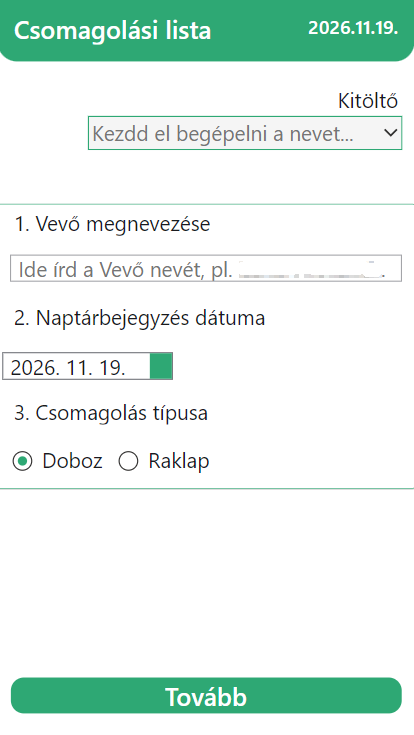 Csomagolási lista 2026.11.19.
Kitöltő
Kezdd el begépelni a nevet...
1. Vevő megnevezése
Ide írd a Vevő nevét, pl.
2. Naptárbejegyzés dátuma
2026. 11. 19.
3. Csomagolás típusa
Doboz Raklap
Tovább